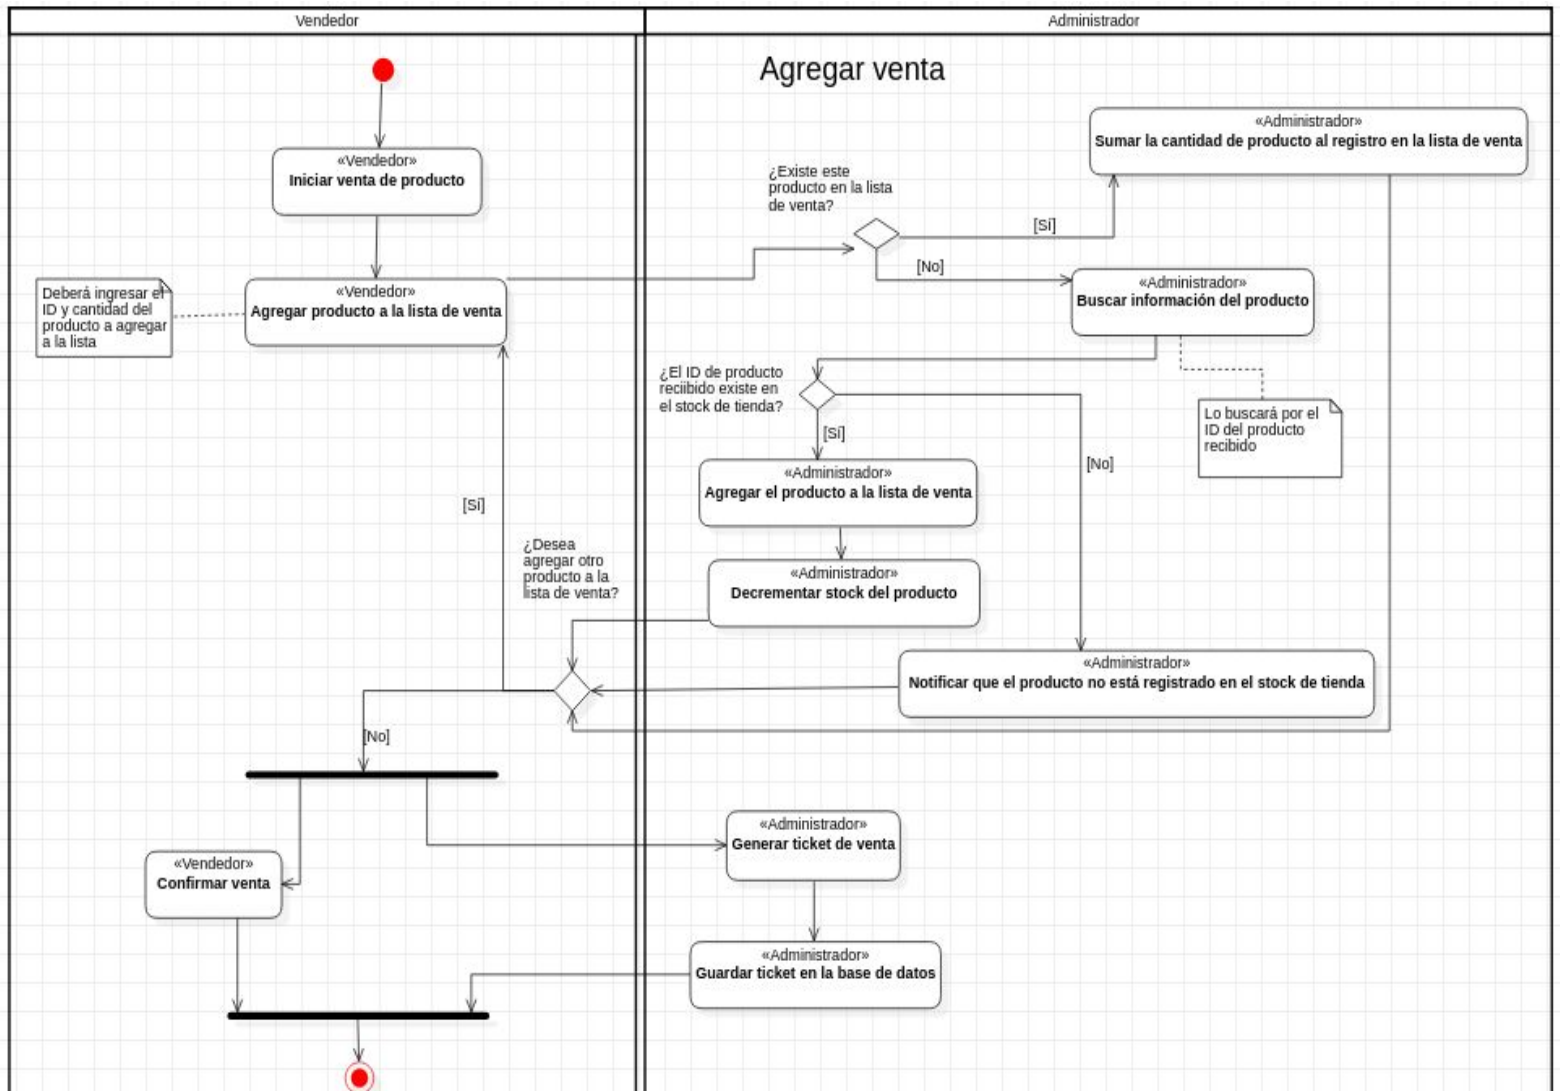 Vendedor
Administrador
Agregar venta
«Vendedor»
Iniciar venta de producto
«Administrador»
Sumar la cantidad de producto al registro en la lista de venta
¿Existe este
producto en la lista
de venta?
[Sí]
[No]
Deberá ingresar el
ID y cantidad del
producto a agregar
a la lista
«Vendedor»
Agregar producto a la lista de venta
«Administrador»
Buscar información del producto
¿El ID de producto
reciibido existe en
el stock de tienda?
[Sí]
[No]
Lo buscará por el
ID del producto
recibido
«Administrador»
Agregar el producto a la lista de venta
[Sí]
¿Desea
agregar otro
producto a la
lista de venta?
«Administrador»
Decrementar stock del producto
«Administrador»
Notificar que el producto no está registrado en el stock de tienda
[No]
«Administrador»
Generar ticket de venta
«Vendedor»
Confirmar venta
«Administrador»
Guardar ticket en la base de datos